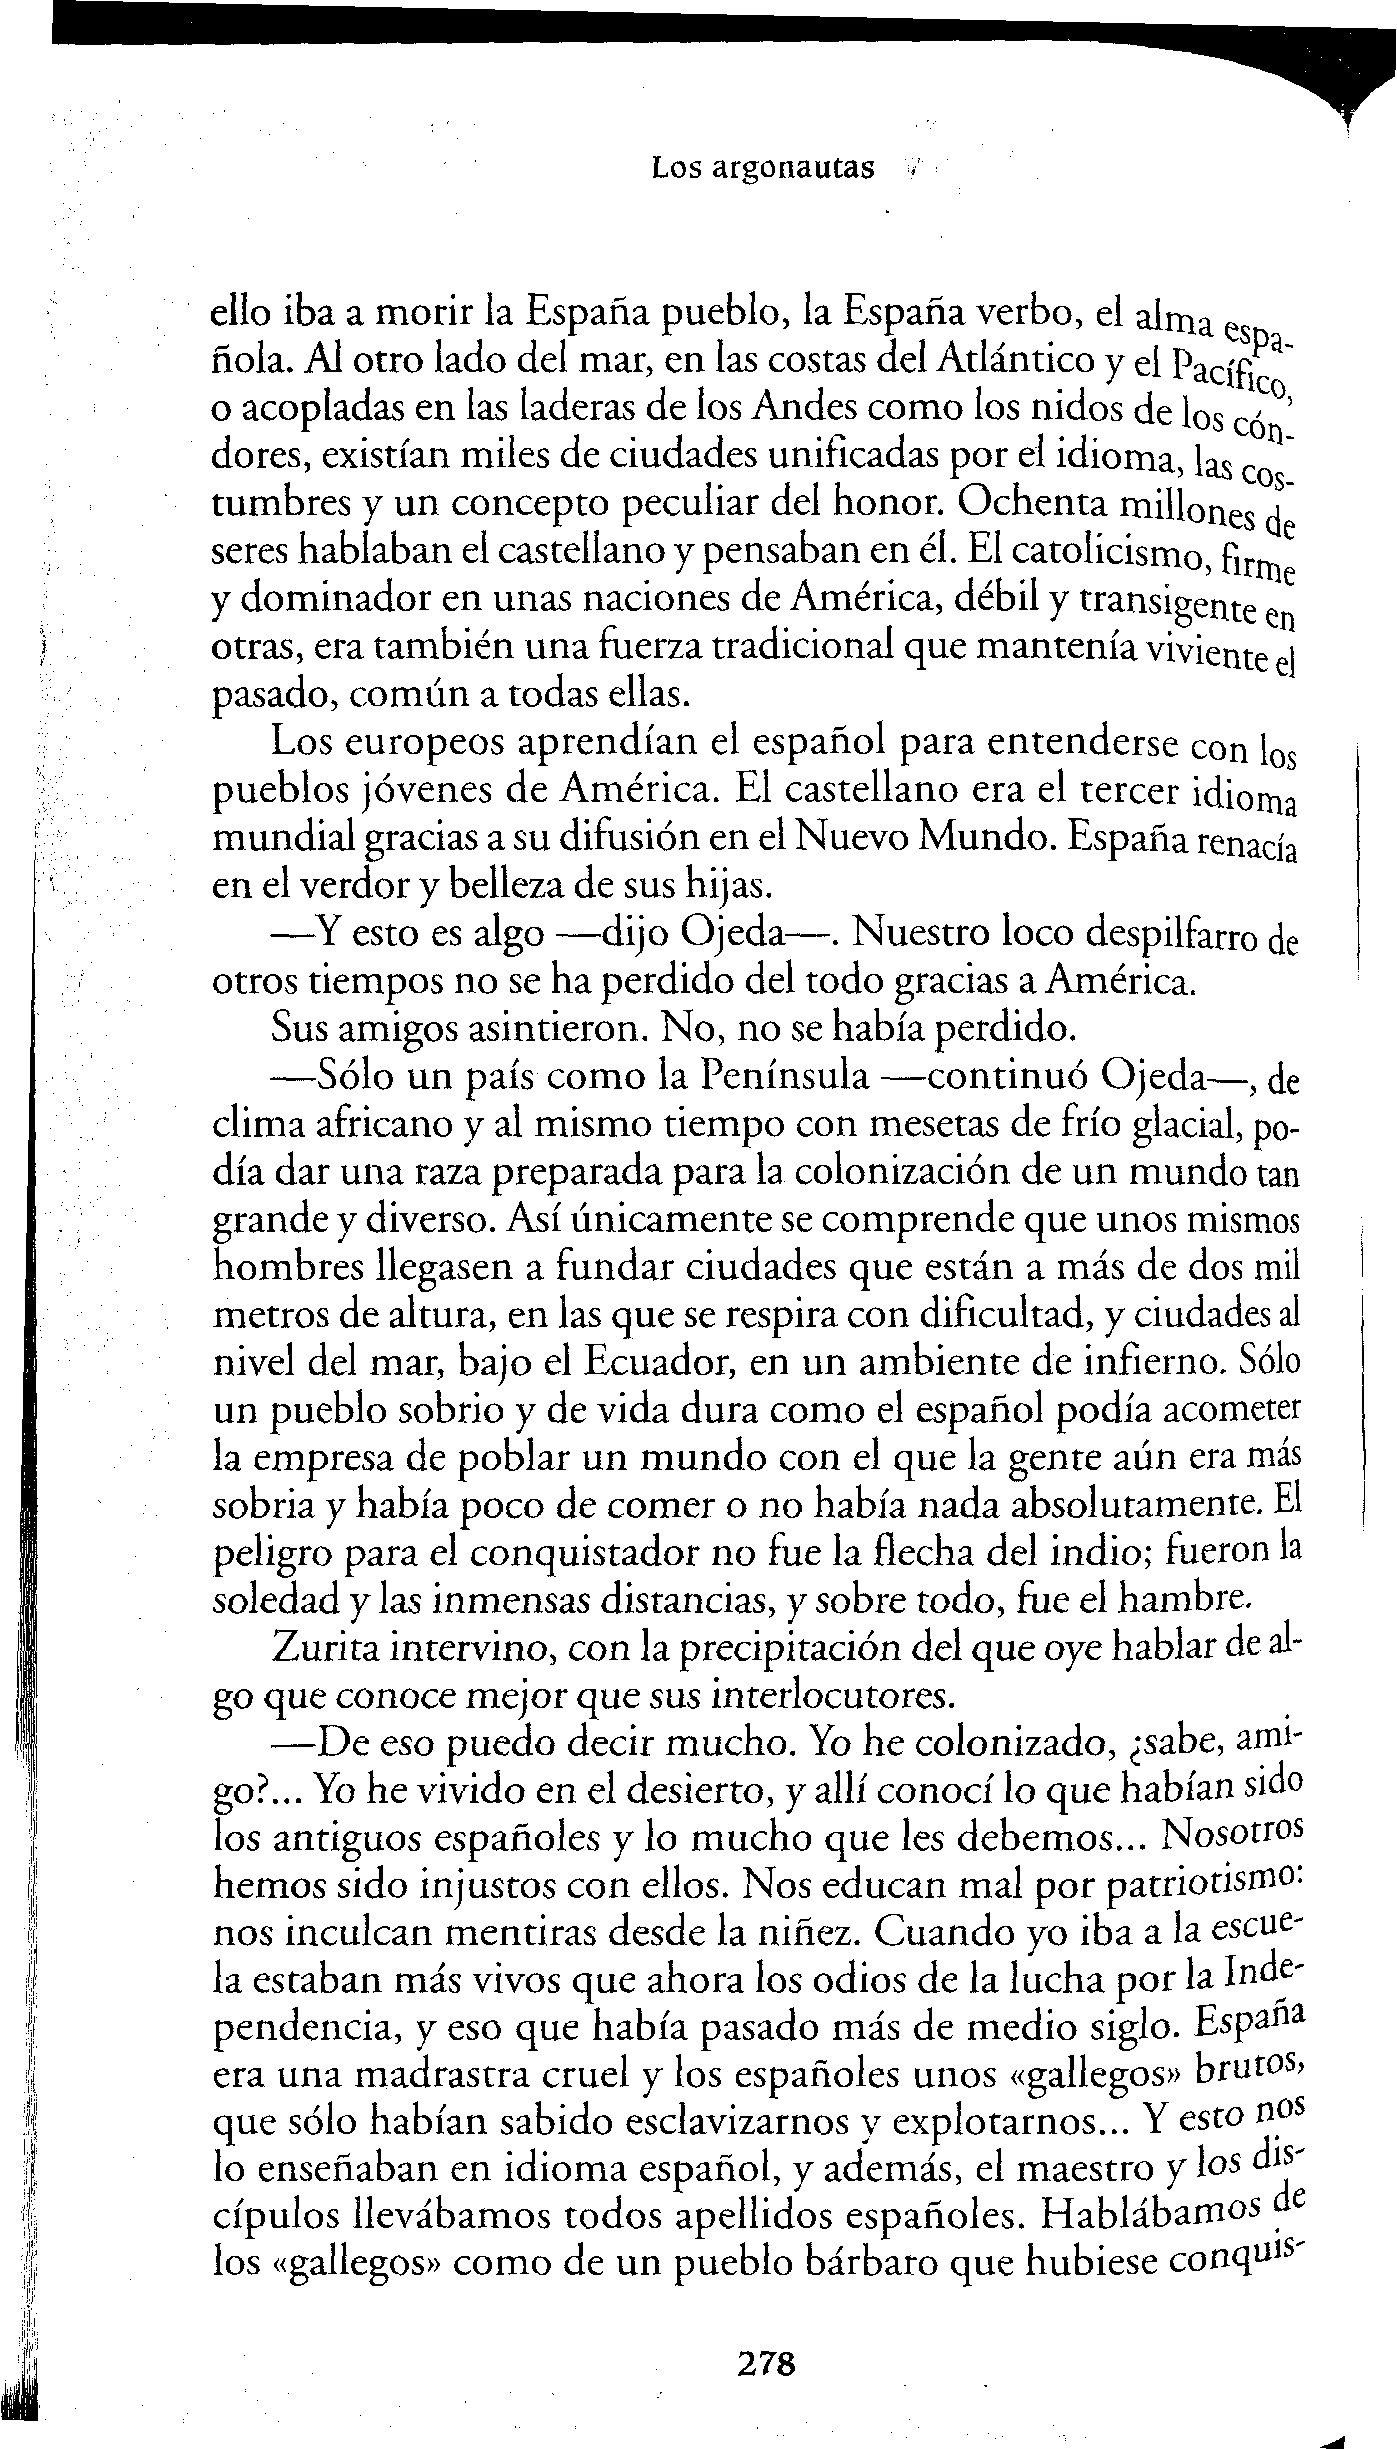 Los argonautas
ello iba a morir la España pueblo, la España verbo, el alma espa-
ñola. Al otro lado del mar, en las costas del Atlántico y el Pacífico,
o acopladas en las laderas de los Andes como los nidos de los cón-
dores, existían miles de ciudades unificadas por el idioma, las cos-
tumbres y un concepto peculiar del honor. Ochenta millones de
seres hablaban el castellano y pensaban en él. El catolicismo, firme
y dominador en unas naciones de América, débil y transigente en
otras, era también una fuerza tradicional que mantenía viviente el
pasado, común a todas ellas.
Los europeos aprendían el español para entenderse con los
pueblos jóvenes de América. El castellano era el tercer idioma
mundial gracias a su difusión en el Nuevo Mundo. España renacía
en el verdor y belleza de sus hijas.
—Y esto es algo —dijo Ojeda—. Nuestro loco despilfarro de
otros tiempos no se ha perdido del todo gracias a América.
Sus amigos asintieron. No, no se había perdido.
—Sólo un país como la Península —continuó Ojeda—, de
clima africano y al mismo tiempo con mesetas de frío glacial, po-
día dar una raza preparada para la colonización de un mundo tan
grande y diverso. Así únicamente se comprende que unos mismos
hombres llegasen a fundar ciudades que están a más de dos mil
metros de altura, en las que se respira con dificultad, y ciudades al
nivel del mar, bajo el Ecuador, en un ambiente de infierno. Sólo
un pueblo sobrio y de vida dura como el español podía acometer
la empresa de poblar un mundo con el que la gente aún era más
sobria y había poco de comer o no había nada absolutamente. El
peligro para el conquistador no fue la flecha del indio; fueron la
soledad y las inmensas distancias, y sobre todo, fue el hambre.
Zurita intervino, con la precipitación del que oye hablar de al-
go que conoce mejor que sus interlocutores.
—De eso puedo decir mucho. Yo he colonizado, ¿sabe, ami-
go?... Yo he vivido en el desierto, y allí conocí lo que habían sido
los antiguos españoles y lo mucho que les debemos... Nosotros
hemos sido injustos con ellos. Nos educan mal por patriotismo:
nos inculcan mentiras desde la niñez. Cuando yo iba a la escue-
la estaban más vivos que ahora los odios de la lucha por la Inde-
pendencia, y eso que había pasado más de medio siglo. España
era una madrastra cruel y los españoles unos «gallegos» brutos,
que sólo habían sabido esclavizarnos y explotarnos... Y esto nos
lo enseñaban en idioma español, y además, el maestro y los dis-
cípulos llevábamos todos apellidos españoles. Hablábamos de
los «gallegos» como de un pueblo bárbaro que hubiese conquis-
278